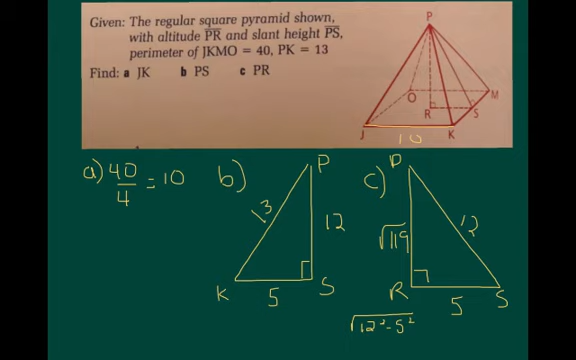 Given: The regular square pyramid shown,
with altitude PR and slant height PS,
perimeter of JKMO = 40, PK = 13
Find: a JK b PS c PR
P
O
M
R
S
J
K
10
a) 40/4 = 10
b)
P
13
12
K
5
S
c)
P
√119
12
R
5
S
√12²-5²